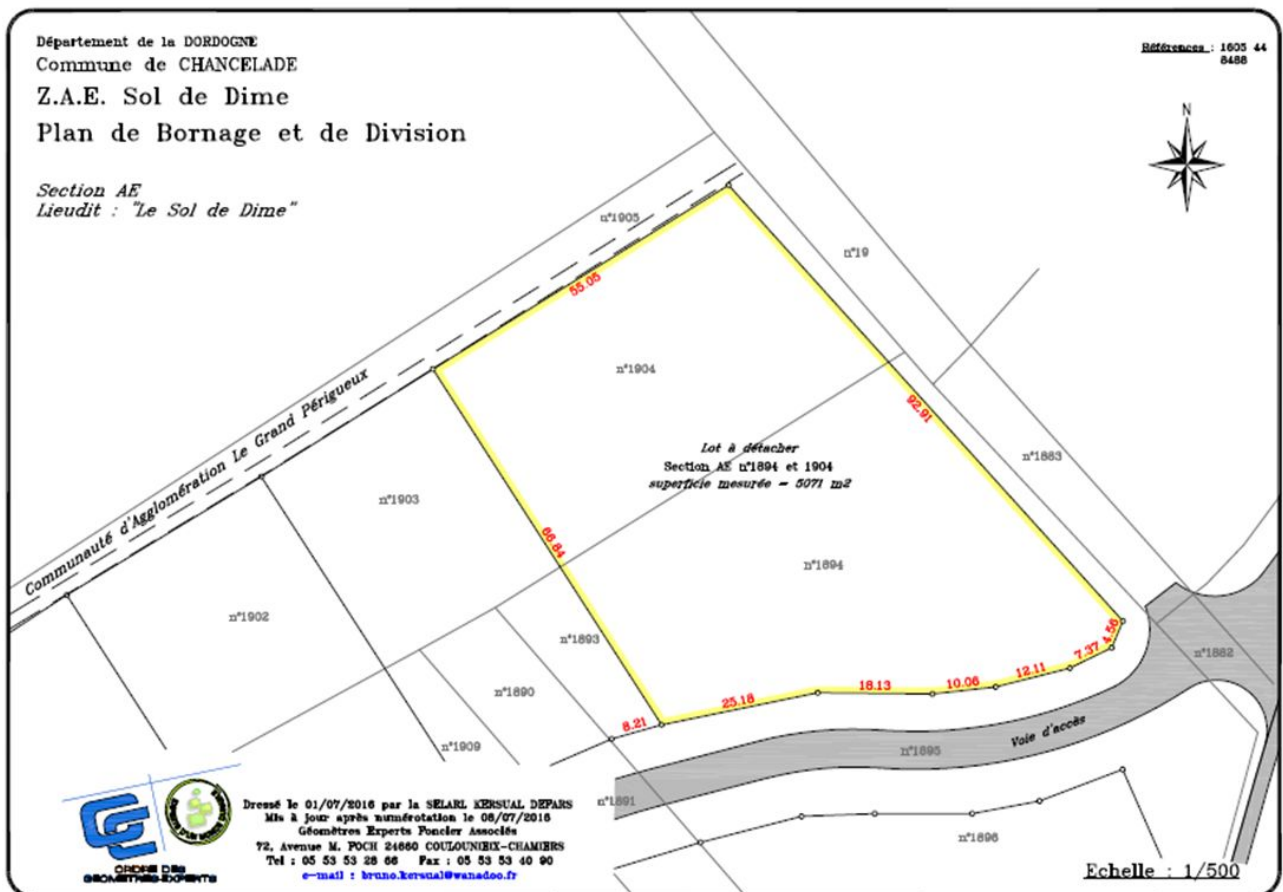 Département de la DORDOGNE
Commune de CHANCELADE
Z.A.E. Sol de Dime
Plan de Bornage et de Division
Section AE
Lieudit : "Le Sol de Dime"
Références : 1605 44
8488
N
n°1905
n°19
55.05
n°1904
Communauté d'Agglomération Le Grand Périgueux
92.91
Lot à détacher
Section AE n°1894 et 1904
superficie mesurée = 5071 m2
n°1883
n°1903
66.84
n°1894
n°1902
n°1893
n°1882
4.56
7.37
12.11
10.06
18.13
25.18
8.21
n°1890
n°1909
Voie d'accès
n°1895
n°1891
n°1896
Dressé le 01/07/2016 par la SELARL KERSUAL DEFARS
Mis à jour après numérotation le 08/07/2016
Géomètres Experts Foncier Associés
72, Avenue M. FOCH 24660 COULOUNIEIX-CHAMIERS
Tel : 05 53 53 28 66 Fax : 05 53 53 40 90
e-mail : bruno.kersual@wanadoo.fr
ORDRE DES
GEOMETRES-EXPERTS
Echelle : 1/500